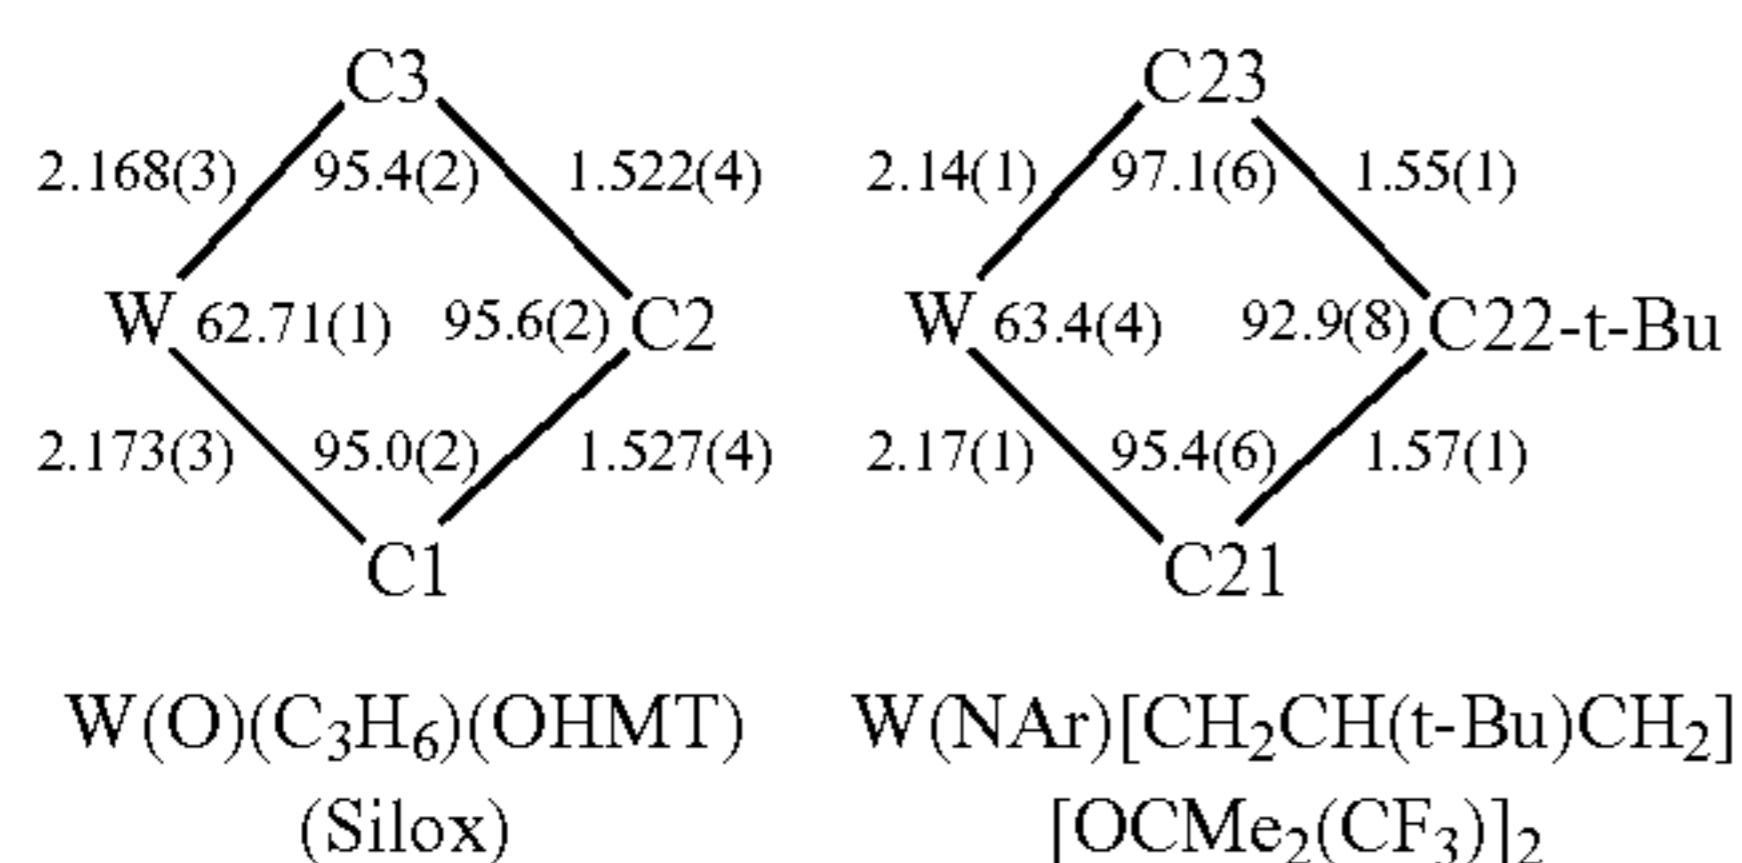 C3 C23
2.168(3) 95.4(2) 1.522(4) 2.14(1) 97.1(6) 1.55(1)
W 62.71(1) 95.6(2) C2 W 63.4(4) 92.9(8) C22-t-Bu
2.173(3) 95.0(2) 1.527(4) 2.17(1) 95.4(6) 1.57(1)
C1 C21
W(O)(C₃H₆)(OHMT) W(NAr)[CH₂CH(t-Bu)CH₂]
(Silox) [OCMe₂(CF₃)]₂